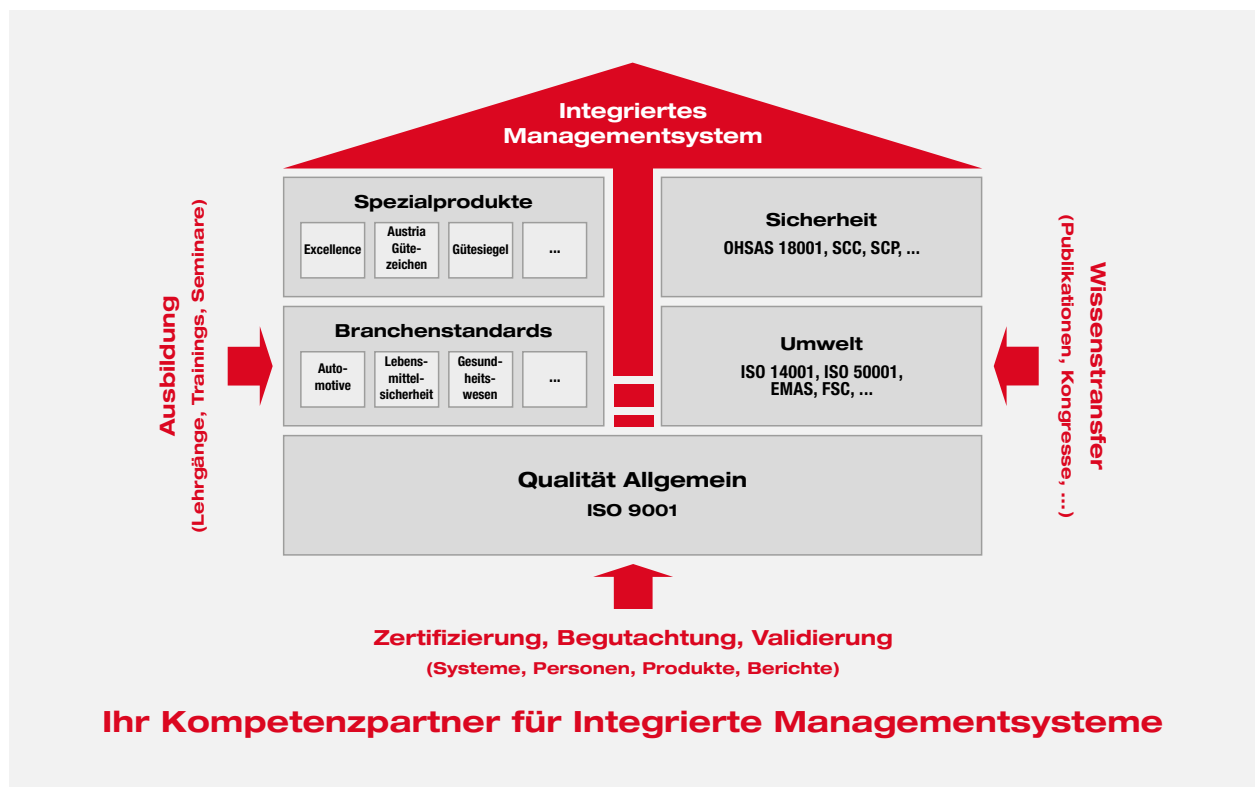 Integriertes
Managementsystem
Spezialprodukte
Excellence
Austria
Güte-
zeichen
Gütesiegel
...
Sicherheit
OHSAS 18001, SCC, SCP, ...
Branchenstandards
Auto-
motive
Lebens-
mittel-
sicherheit
Gesund-
heits-
wesen
...
Umwelt
ISO 14001, ISO 50001,
EMAS, FSC, ...
Qualität Allgemein
ISO 9001
Ausbildung
(Lehrgänge, Trainings, Seminare)
Wissenstransfer
(Publikationen, Kongresse, ...)
Zertifizierung, Begutachtung, Validierung
(Systeme, Personen, Produkte, Berichte)
Ihr Kompetenzpartner für Integrierte Managementsysteme